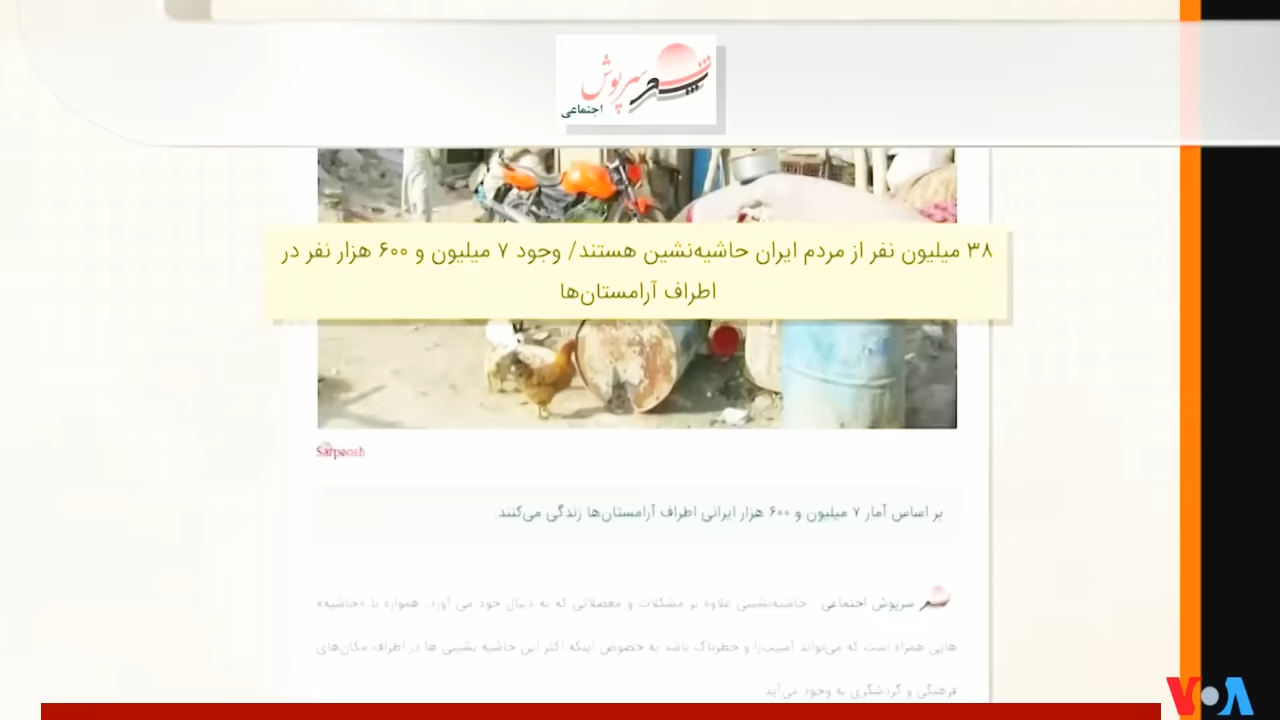 سرپوش
اجتماعی
۳۸ میلیون نفر از مردم ایران حاشیه‌نشین هستند/ وجود ۷ میلیون و ۶۰۰ هزار نفر در
اطراف آرامستان‌ها
Sarpoosh
بر اساس آمار ۷ میلیون و ۶۰۰ هزار ایرانی اطراف آرامستان‌ها زندگی می‌کنند.
سرپوش اجتماعی حاشیه‌نشینی علاوه بر مشکلات و معضلاتی که به دنبال خود می آورد، همواره با «حاشیه»
هایی همراه است که می‌تواند آسیب‌زا و خطرناک باشد به خصوص اینکه اکثر این حاشیه نشینی ها در اطراف مکان‌های
فرهنگی و گردشگری به وجود می‌آید
VOA